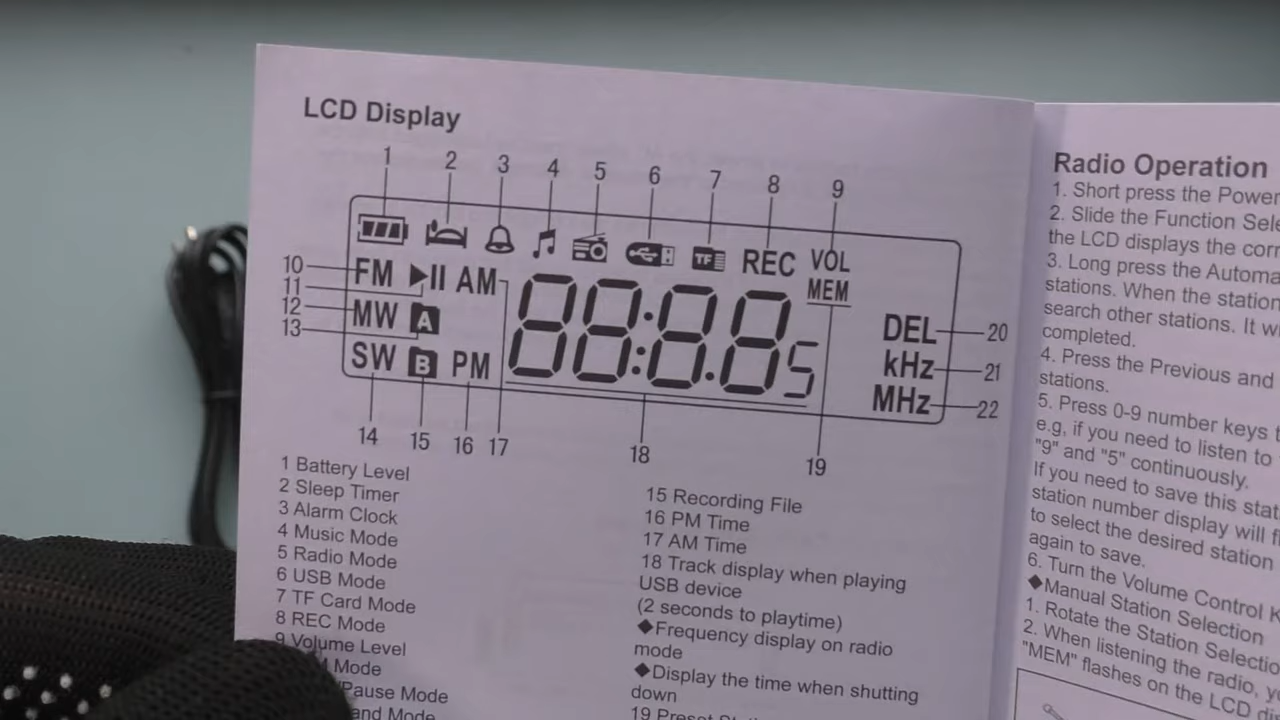 LCD Display
1 2 3 4 5 6 7 8 9
TF REC VOL
10 FM AM MEM
11
12 MW A 88:88.5 DEL 20
13 kHz 21
SW B PM MHz 22
14 15 16 17 18 19
1 Battery Level
2 Sleep Timer
3 Alarm Clock
4 Music Mode
5 Radio Mode
6 USB Mode
7 TF Card Mode
8 REC Mode
9 Volume Level
Mode
/Pause Mode
Mode
15 Recording File
16 PM Time
17 AM Time
18 Track display when playing
USB device
(2 seconds to playtime)
◆Frequency display on radio
mode
◆Display the time when shutting
down
19 Preset
Radio Operation
1. Short press the Power
2. Slide the Function
the LCD displays the
3. Long press the
stations. When the station
search other stations. It
completed.
4. Press the Previous and
stations.
5. Press 0-9 number keys
e.g, if you need to listen to
"9" and "5" continuously.
If you need to save this
station number display will
to select the desired station
again to save.
6. Turn the Volume Control
◆Manual Station Selection
1. Rotate the Station
2. When listening the radio,
"MEM" flashes on the LCD